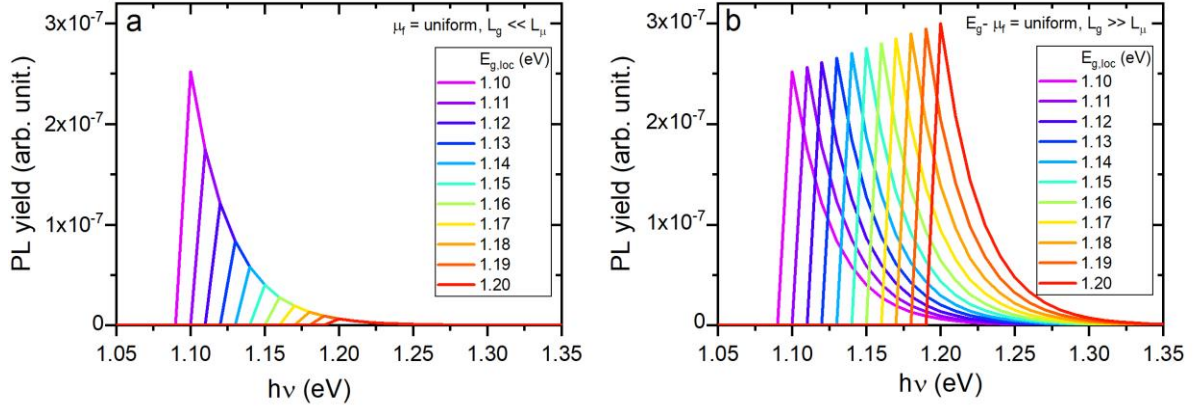 a
μf = uniform, Lg << Lμ
Eg,loc (eV)
1.10
1.11
1.12
1.13
1.14
1.15
1.16
1.17
1.18
1.19
1.20
PL yield (arb. unit.)
3x10⁻⁷
2x10⁻⁷
1x10⁻⁷
0
1.05 1.10 1.15 1.20 1.25 1.30 1.35
hν (eV)
b
Eg- μf = uniform, Lg >> Lμ
Eg,loc (eV)
1.10
1.11
1.12
1.13
1.14
1.15
1.16
1.17
1.18
1.19
1.20
PL yield (arb. unit.)
3x10⁻⁷
2x10⁻⁷
1x10⁻⁷
0
1.05 1.10 1.15 1.20 1.25 1.30 1.35
hν (eV)